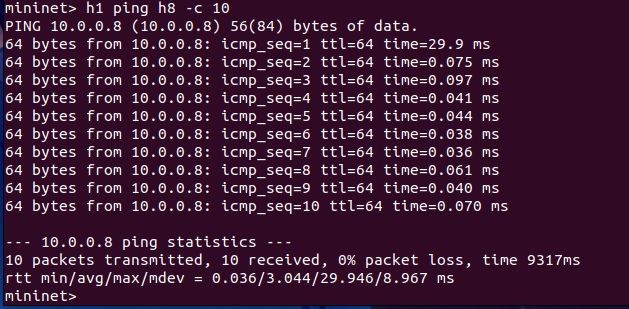 mininet> h1 ping h8 -c 10
PING 10.0.0.8 (10.0.0.8) 56(84) bytes of data.
64 bytes from 10.0.0.8: icmp_seq=1 ttl=64 time=29.9 ms
64 bytes from 10.0.0.8: icmp_seq=2 ttl=64 time=0.075 ms
64 bytes from 10.0.0.8: icmp_seq=3 ttl=64 time=0.097 ms
64 bytes from 10.0.0.8: icmp_seq=4 ttl=64 time=0.041 ms
64 bytes from 10.0.0.8: icmp_seq=5 ttl=64 time=0.044 ms
64 bytes from 10.0.0.8: icmp_seq=6 ttl=64 time=0.038 ms
64 bytes from 10.0.0.8: icmp_seq=7 ttl=64 time=0.036 ms
64 bytes from 10.0.0.8: icmp_seq=8 ttl=64 time=0.061 ms
64 bytes from 10.0.0.8: icmp_seq=9 ttl=64 time=0.040 ms
64 bytes from 10.0.0.8: icmp_seq=10 ttl=64 time=0.070 ms
--- 10.0.0.8 ping statistics ---
10 packets transmitted, 10 received, 0% packet loss, time 9317ms
rtt min/avg/max/mdev = 0.036/3.044/29.946/8.967 ms
mininet>